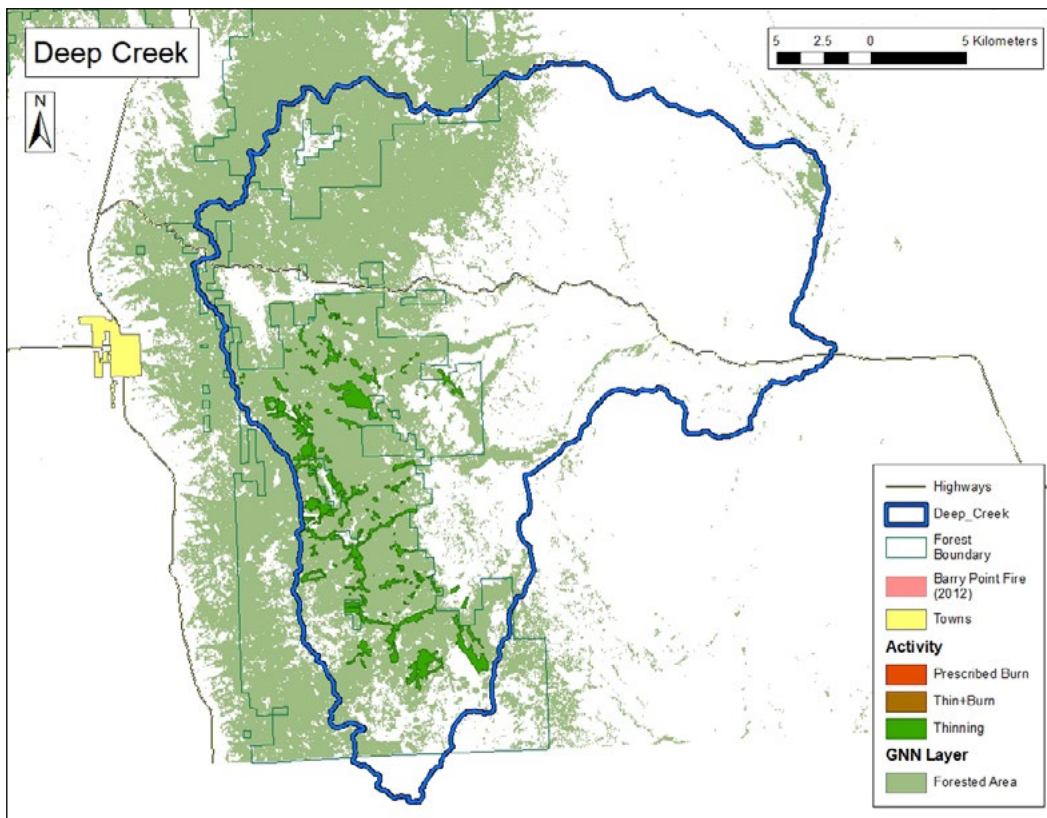 Deep Creek
N
5 2.5 0 5 Kilometers
Highways
Deep_Creek
Forest
Boundary
Barry Point Fire
(2012)
Towns
Activity
Prescribed Burn
Thin+Burn
Thinning
GNN Layer
Forested Area